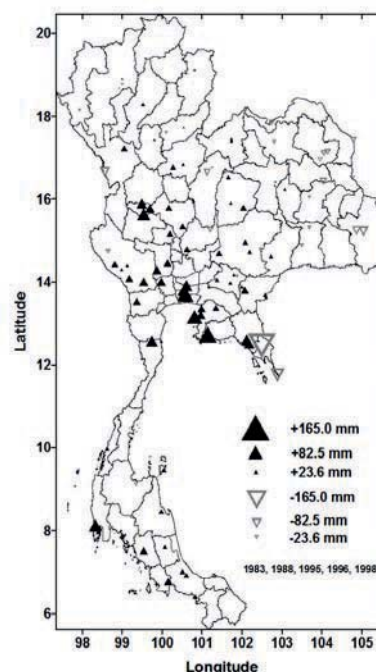 20
18
16
14
12
10
8
6
Latitude
+165.0 mm
+82.5 mm
+23.6 mm
-165.0 mm
-82.5 mm
-23.6 mm
1983, 1988, 1995, 1996, 1998
98 99 100 101 102 103 104 105
Longitude